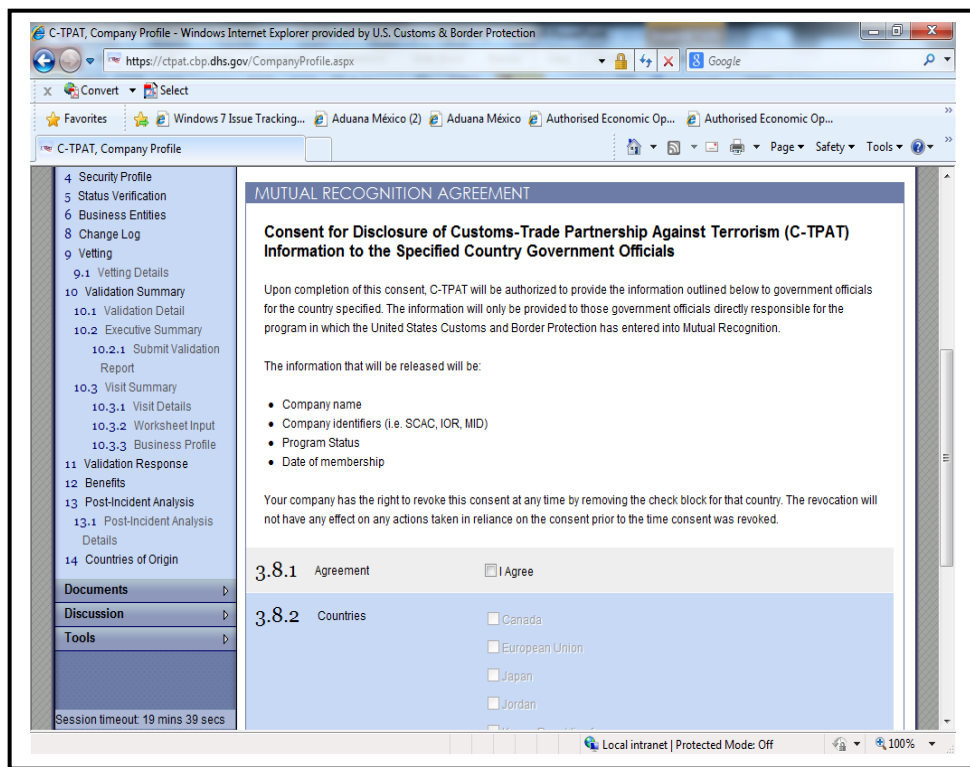 C-TPAT, Company Profile - Windows Internet Explorer provided by U.S. Customs & Border Protection
https://ctpat.cbp.dhs.gov/CompanyProfile.aspx
Google
x Convert Select
Favorites Windows 7 Issue Tracking... Aduana México (2) Aduana México Authorised Economic Op... Authorised Economic Op...
C-TPAT, Company Profile
Page Safety Tools
4 Security Profile
5 Status Verification
6 Business Entities
8 Change Log
9 Vetting
9.1 Vetting Details
10 Validation Summary
10.1 Validation Detail
10.2 Executive Summary
10.2.1 Submit Validation
Report
10.3 Visit Summary
10.3.1 Visit Details
10.3.2 Worksheet Input
10.3.3 Business Profile
11 Validation Response
12 Benefits
13 Post-Incident Analysis
13.1 Post-Incident Analysis
Details
14 Countries of Origin
Documents
Discussion
Tools
Session timeout: 19 mins 39 secs
MUTUAL RECOGNITION AGREEMENT
Consent for Disclosure of Customs-Trade Partnership Against Terrorism (C-TPAT)
Information to the Specified Country Government Officials
Upon completion of this consent, C-TPAT will be authorized to provide the information outlined below to government officials
for the country specified. The information will only be provided to those government officials directly responsible for the
program in which the United States Customs and Border Protection has entered into Mutual Recognition.
The information that will be released will be:
• Company name
• Company identifiers (i.e. SCAC, IOR, MID)
• Program Status
• Date of membership
Your company has the right to revoke this consent at any time by removing the check block for that country. The revocation will
not have any effect on any actions taken in reliance on the consent prior to the time consent was revoked.
3.8.1 Agreement I Agree
3.8.2 Countries Canada
European Union
Japan
Jordan
Local intranet | Protected Mode: Off 100%